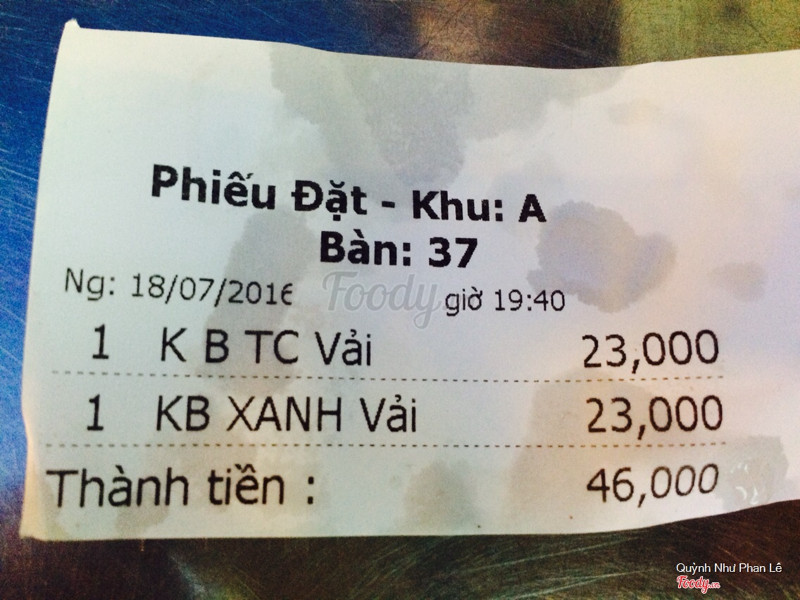 Phiếu Đặt - Khu: A
Bàn: 37
Ng: 18/07/2016 giờ 19:40
Foody
1 K B TC Vải 23,000
1 KB XANH Vải 23,000
Thành tiền : 46,000
Quỳnh Như Phan Lê
Foody.vn